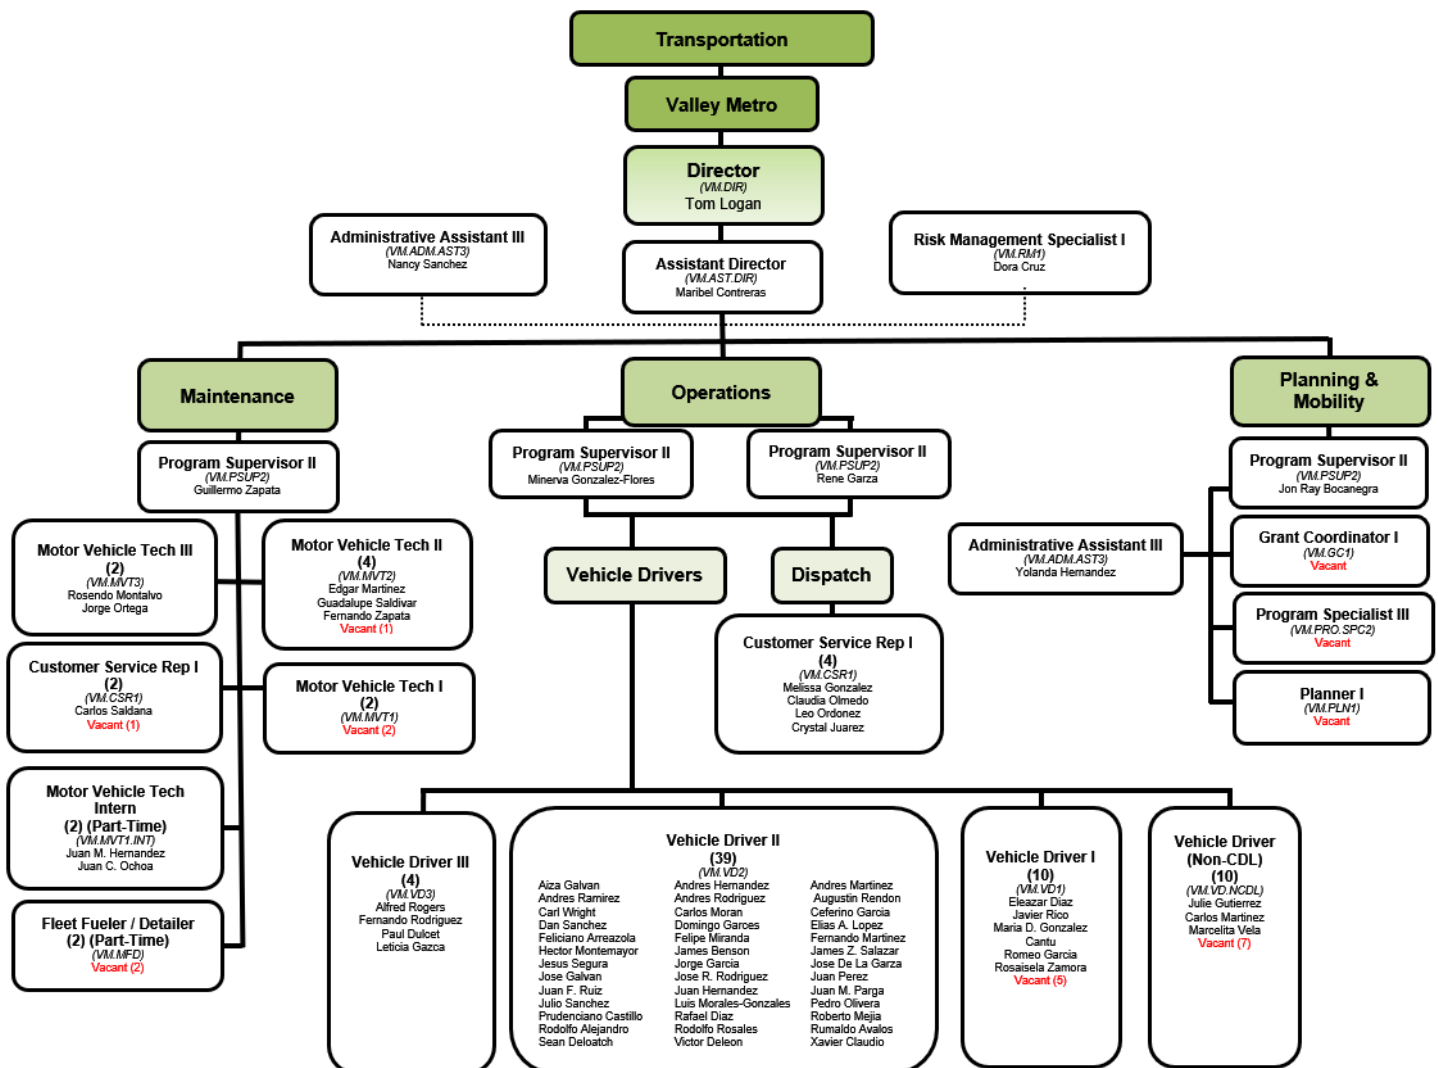 Transportation
Valley Metro
Director
(VM.DIR)
Tom Logan
Administrative Assistant III
(VM.ADM.AST3)
Nancy Sanchez
Risk Management Specialist I
(VM.RM1)
Dora Cruz
Assistant Director
(VM.AST.DIR)
Maribel Contreras
Maintenance
Operations
Planning &
Mobility
Program Supervisor II
(VM.PSUP2)
Guillermo Zapata
Program Supervisor II
(VM.PSUP2)
Minerva Gonzalez-Flores
Program Supervisor II
(VM.PSUP2)
Rene Garza
Program Supervisor II
(VM.PSUP2)
Jon Ray Bocanegra
Motor Vehicle Tech III
(2)
(VM.MVT3)
Rosendo Montalvo
Jorge Ortega
Motor Vehicle Tech II
(4)
(VM.MVT2)
Edgar Martinez
Guadalupe Saldivar
Fernando Zapata
Vacant (1)
Customer Service Rep I
(2)
(VM.CSR1)
Carlos Saldana
Vacant (1)
Motor Vehicle Tech I
(2)
(VM.MVT1)
Vacant (2)
Motor Vehicle Tech
Intern
(2) (Part-Time)
(VM.MVT1.INT)
Juan M. Hernandez
Juan C. Ochoa
Fleet Fueler / Detailer
(2) (Part-Time)
(VM.MFD)
Vacant (2)
Vehicle Drivers
Dispatch
Customer Service Rep I
(4)
(VM.CSR1)
Melissa Gonzalez
Claudia Olmedo
Leo Ordonez
Crystal Juarez
Administrative Assistant III
(VM.ADM.AST3)
Yolanda Hernandez
Grant Coordinator I
(VM.GC1)
Vacant
Program Specialist III
(VM.PRO.SPC2)
Vacant
Planner I
(VM.PLN1)
Vacant
Vehicle Driver III
(4)
(VM.VD3)
Alfred Rogers
Fernando Rodriguez
Paul Dulcet
Leticia Gazca
Vehicle Driver II
(39)
(VM.VD2)
Aiza Galvan Andres Hernandez Andres Martinez
Andres Ramirez Andres Rodriguez Augustin Rendon
Carl Wright Carlos Moran Ceferino Garcia
Dan Sanchez Domingo Garces Elias A. Lopez
Feliciano Arreazola Felipe Miranda Fernando Martinez
Hector Montemayor James Benson James Z. Salazar
Jesus Segura Jorge Garcia Jose De La Garza
Jose Galvan Jose R. Rodriguez Juan Perez
Juan F. Ruiz Juan Hernandez Juan M. Parga
Julio Sanchez Luis Morales-Gonzales Pedro Olivera
Prudenciano Castillo Rafael Diaz Roberto Mejia
Rodolfo Alejandro Rodolfo Rosales Rumaldo Avalos
Sean Deloatch Victor Deleon Xavier Claudio
Vehicle Driver I
(10)
(VM.VD1)
Eleazar Diaz
Javier Rico
Maria D. Gonzalez
Cantu
Romeo Garcia
Rosaisela Zamora
Vacant (5)
Vehicle Driver
(Non-CDL)
(10)
(VM.VD.NCDL)
Julie Gutierrez
Carlos Martinez
Marcelita Vela
Vacant (7)